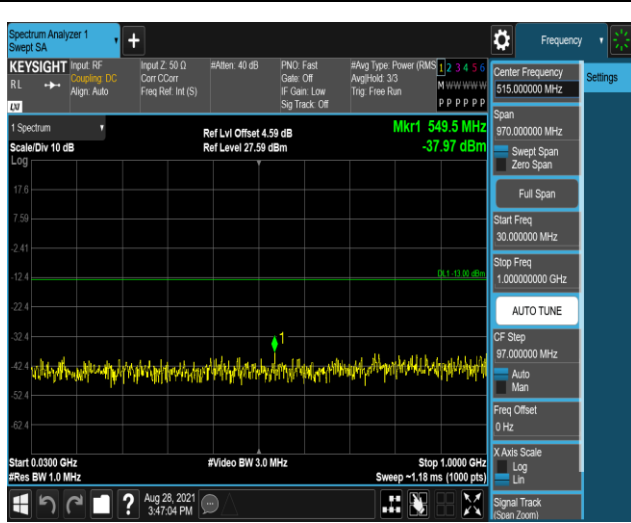 Spectrum Analyzer 1
Swept SA
+
Frequency
KEYSIGHT
RL
Input: RF
Coupling: DC
Align: Auto
Input Z: 50 Ω
Corr CCorr
Freq Ref: Int (S)
#Atten: 40 dB
PNO: Fast
Gate: Off
IF Gain: Low
Sig Track: Off
#Avg Type: Power (RMS
Avg|Hold: 3/3
Trig: Free Run
1 2 3 4 5 6
M W W W W W
P P P P P P
LXI
1 Spectrum
Scale/Div 10 dB
Log
Ref Lvl Offset 4.59 dB
Ref Level 27.59 dBm
Mkr1 549.5 MHz
-37.97 dBm
17.6
7.59
-2.41
-12.4
-22.4
-32.4
-42.4
-52.4
-62.4
DL1 -13.00 dBm
1
Start 0.0300 GHz
#Res BW 1.0 MHz
#Video BW 3.0 MHz
Stop 1.0000 GHz
Sweep ~1.18 ms (1000 pts)
?
Aug 28, 2021
3:47:04 PM
Center Frequency
515.000000 MHz
Span
970.000000 MHz
Swept Span
Zero Span
Full Span
Start Freq
30.000000 MHz
Stop Freq
1.000000000 GHz
AUTO TUNE
CF Step
97.000000 MHz
Auto
Man
Freq Offset
0 Hz
X Axis Scale
Log
Lin
Signal Track
(Span Zoom)
Settings